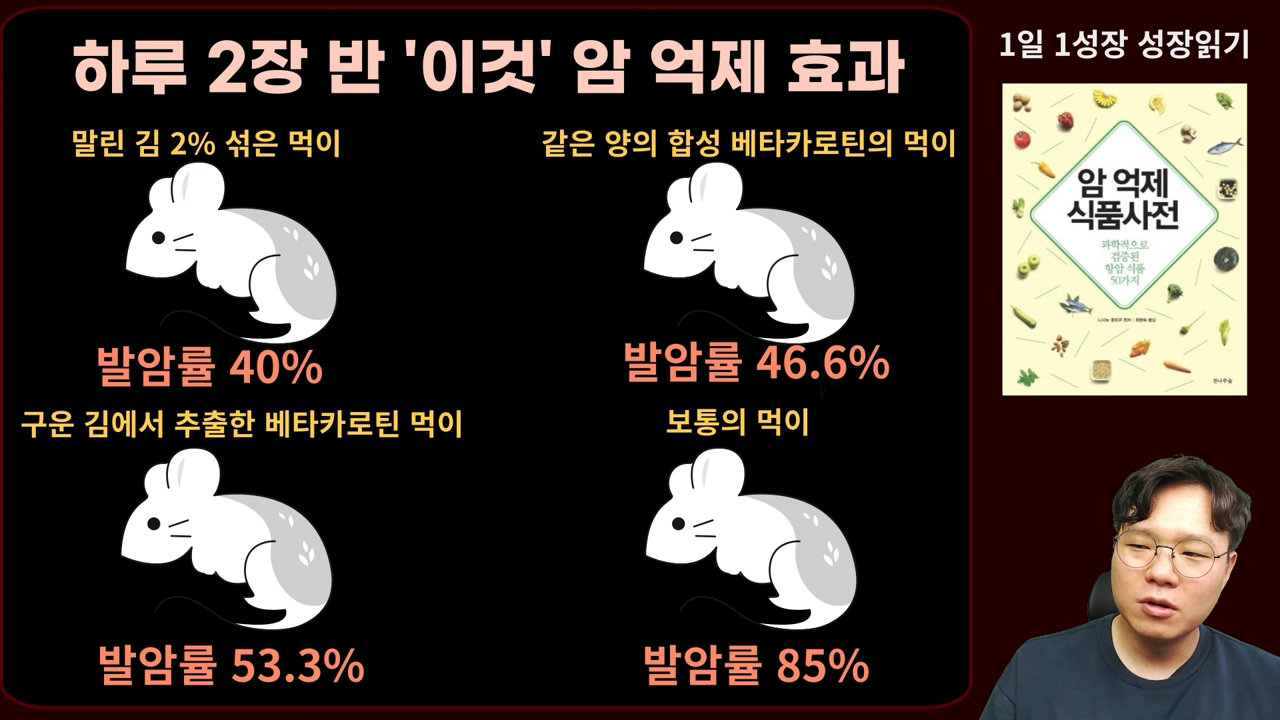 하루 2장 반 '이것' 암 억제 효과
말린 김 2% 섞은 먹이
같은 양의 합성 베타카로틴의 먹이
발암률 40%
발암률 46.6%
구운 김에서 추출한 베타카로틴 먹이
보통의 먹이
발암률 53.3%
발암률 85%
1일 1성장 성장읽기
암 억제
식품사전
과학적으로
검증된
항암 식품
50가지
전나무숲